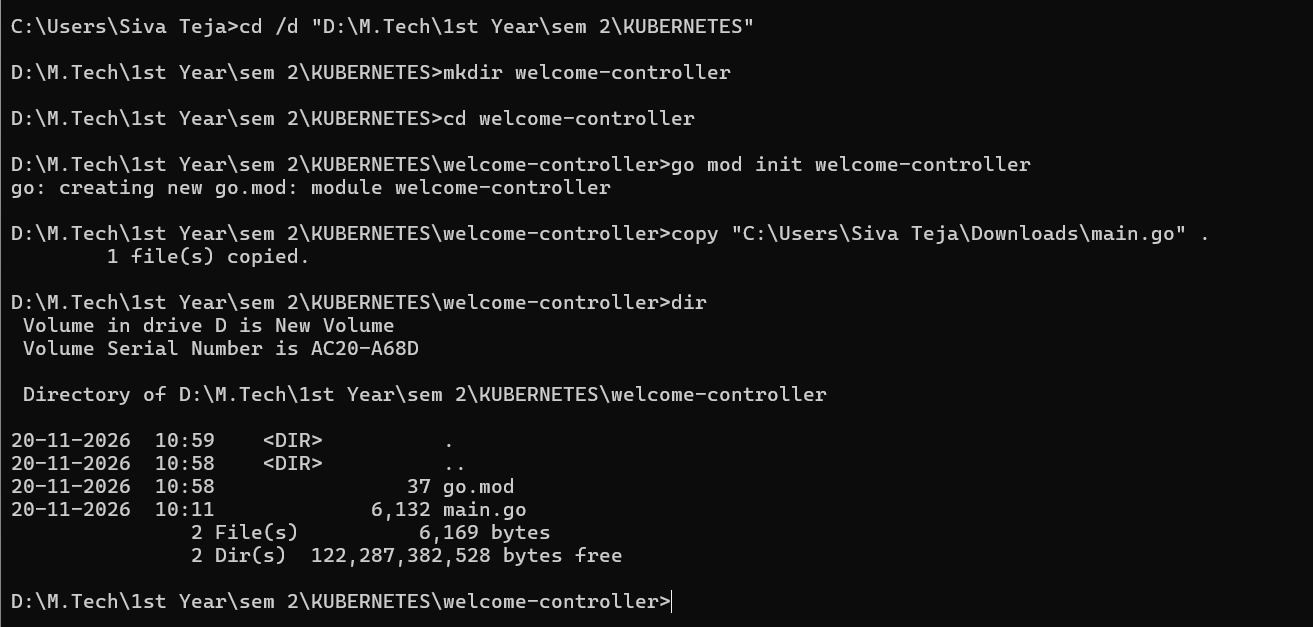 C:\Users\Siva Teja>cd /d "D:\M.Tech\1st Year\sem 2\KUBERNETES"
D:\M.Tech\1st Year\sem 2\KUBERNETES>mkdir welcome-controller
D:\M.Tech\1st Year\sem 2\KUBERNETES>cd welcome-controller
D:\M.Tech\1st Year\sem 2\KUBERNETES\welcome-controller>go mod init welcome-controller
go: creating new go.mod: module welcome-controller
D:\M.Tech\1st Year\sem 2\KUBERNETES\welcome-controller>copy "C:\Users\Siva Teja\Downloads\main.go" .
        1 file(s) copied.
D:\M.Tech\1st Year\sem 2\KUBERNETES\welcome-controller>dir
 Volume in drive D is New Volume
 Volume Serial Number is AC20-A68D
 Directory of D:\M.Tech\1st Year\sem 2\KUBERNETES\welcome-controller
20-11-2026  10:59    <DIR>          .
20-11-2026  10:58    <DIR>          ..
20-11-2026  10:58                37 go.mod
20-11-2026  10:11             6,132 main.go
               2 File(s)          6,169 bytes
               2 Dir(s)  122,287,382,528 bytes free
D:\M.Tech\1st Year\sem 2\KUBERNETES\welcome-controller>